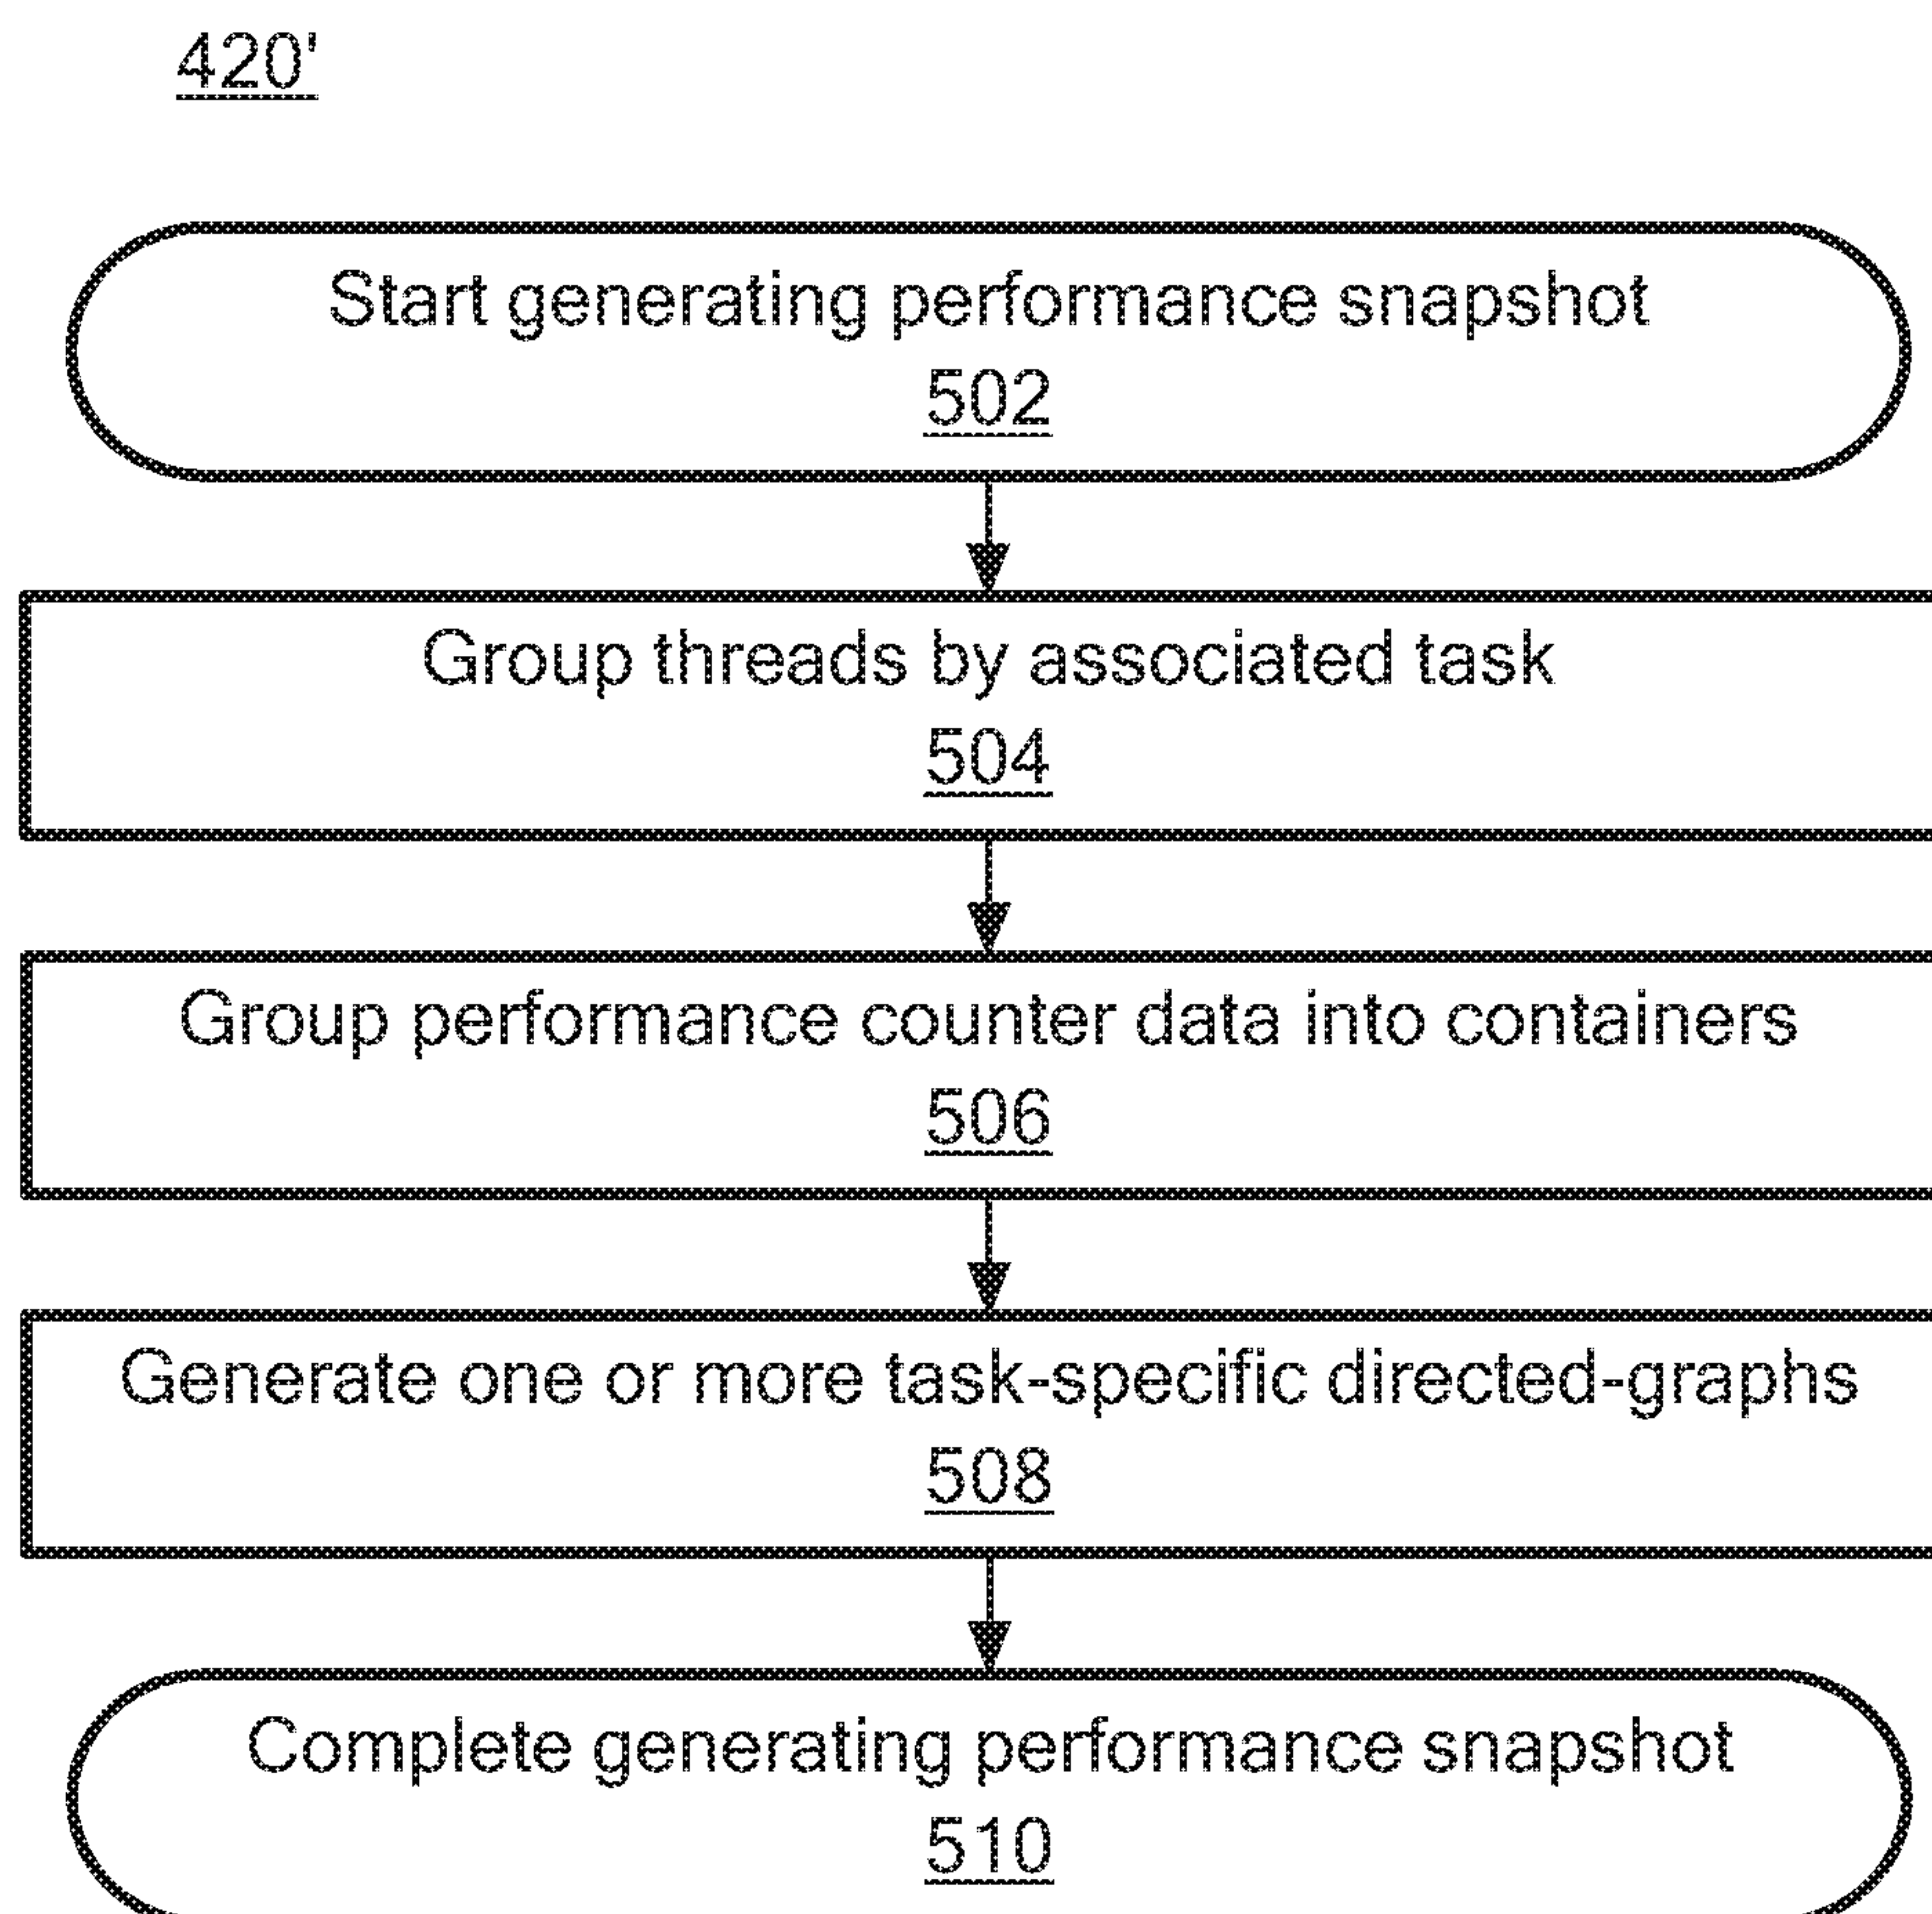 420'
Start generating performance snapshot
502
Group threads by associated task
504
Group performance counter data into containers
506
Generate one or more task-specific directed-graphs
508
Complete generating performance snapshot
510